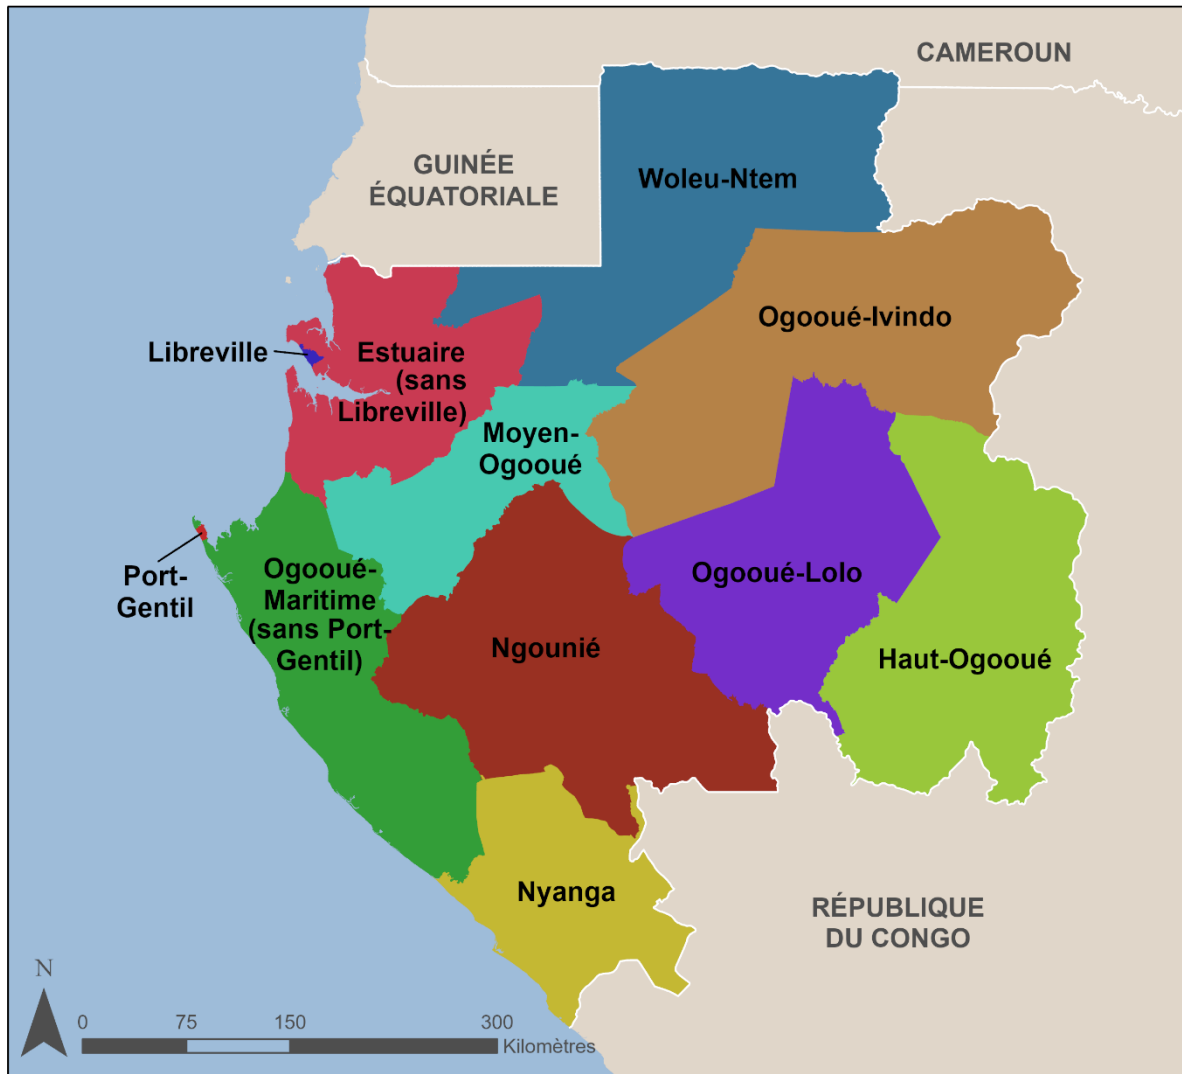 CAMEROUN
GUINÉE
ÉQUATORIALE
Woleu-Ntem
Ogooué-Ivindo
Libreville
Estuaire
(sans
Libreville)
Moyen-
Ogooué
Port-
Gentil
Ogooué-
Maritime
(sans Port-
Gentil)
Ogooué-Lolo
Ngounié
Haut-Ogooué
Nyanga
RÉPUBLIQUE
DU CONGO
N
0 75 150 300
Kilomètres